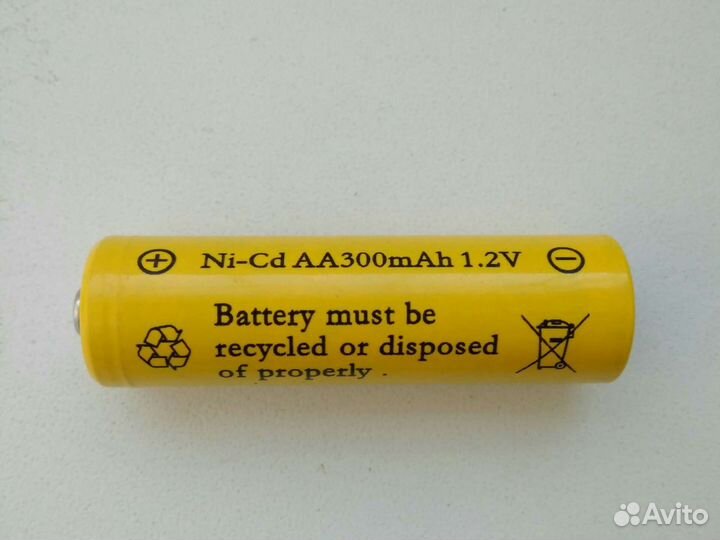 Ni-Cd AA300mAh 1.2V
Battery must be
recycled or disposed
of properly .
Avito